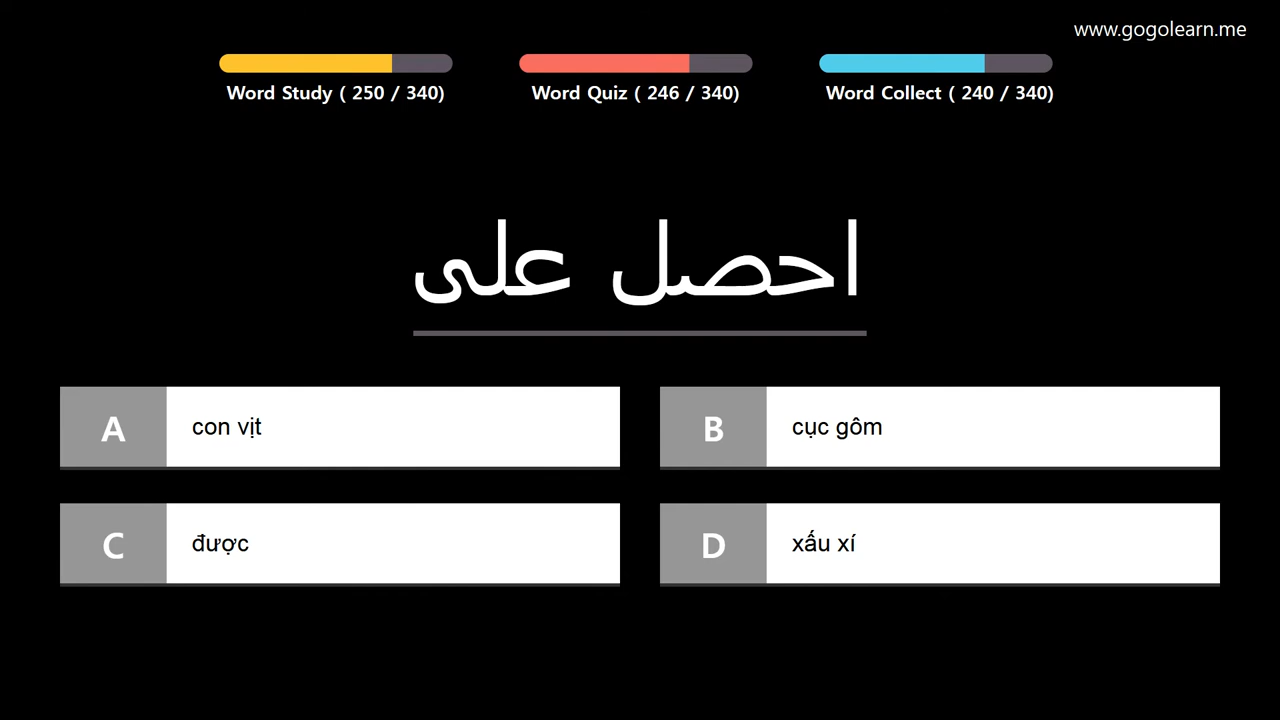 www.gogolearn.me
Word Study ( 250 / 340)
Word Quiz ( 246 / 340)
Word Collect ( 240 / 340)
احصل على
A con vịt
B cục gôm
C được
D xấu xí